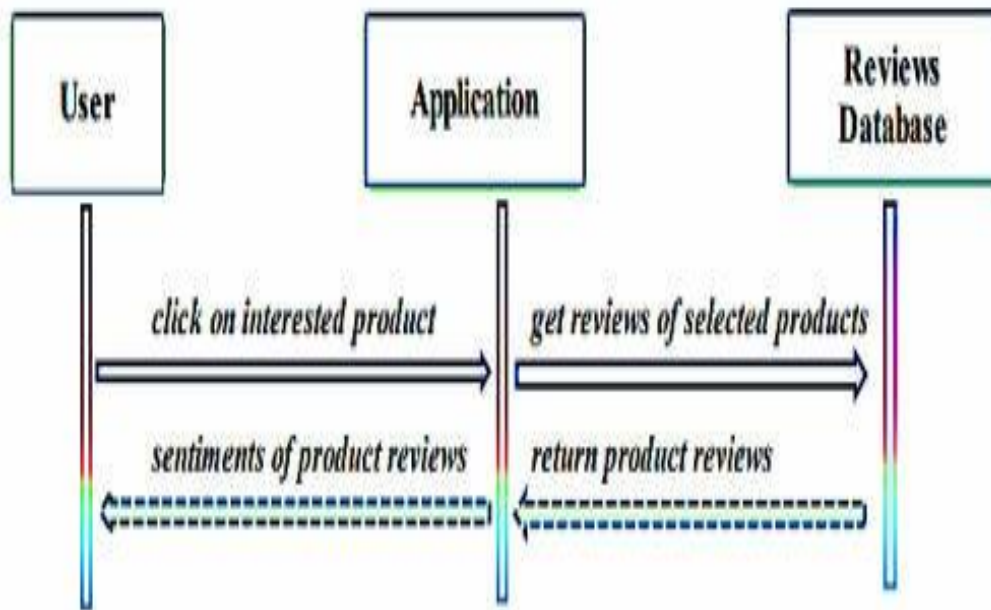 User
Application
Reviews
Database
click on interested product
get reviews of selected products
sentiments of product reviews
return product reviews